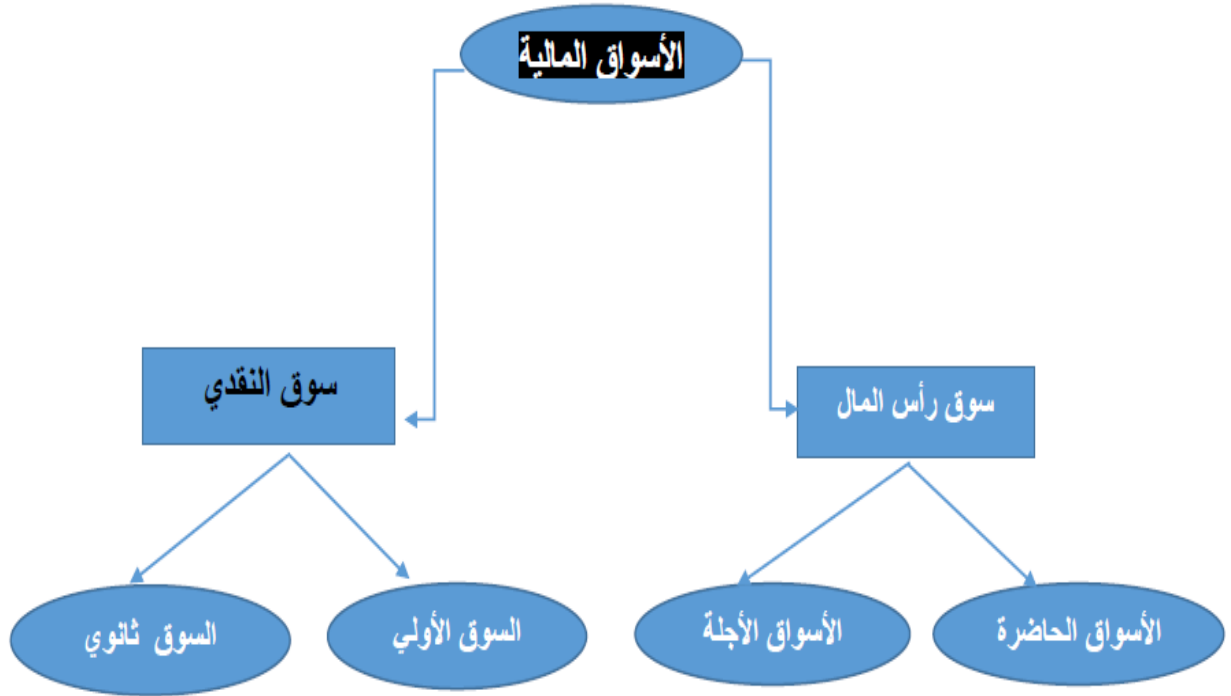 الأسواق المالية
سوق رأس المال
سوق النقدي
الأسواق الحاضرة
الأسواق الأجلة
السوق الأولي
السوق ثانوي